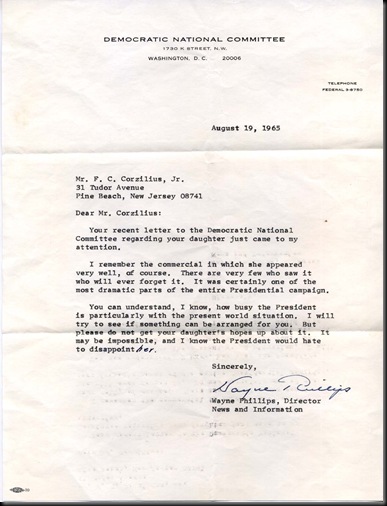 DEMOCRATIC NATIONAL COMMITTEE
1730 K STREET, N.W.
WASHINGTON, D. C. 20006
TELEPHONE
FEDERAL 3-8750
August 19, 1965
Mr. F. C. Corzilius, Jr.
31 Tudor Avenue
Pine Beach, New Jersey 08741
Dear Mr. Corzilius:
Your recent letter to the Democratic National
Committee regarding your daughter just came to my
attention.
I remember the commercial in which she appeared
very well, of course. There are very few who saw it
who will ever forget it. It was certainly one of the
most dramatic parts of the entire Presidential campaign.
You can understand, I know, how busy the President
is particularly with the present world situation. I will
try to see if something can be arranged for you. But
please do not get your daughter's hopes up about it. It
may be impossible, and I know the President would hate
to disappoint her.
Sincerely,
Wayne Phillips
Wayne Phillips, Director
News and Information